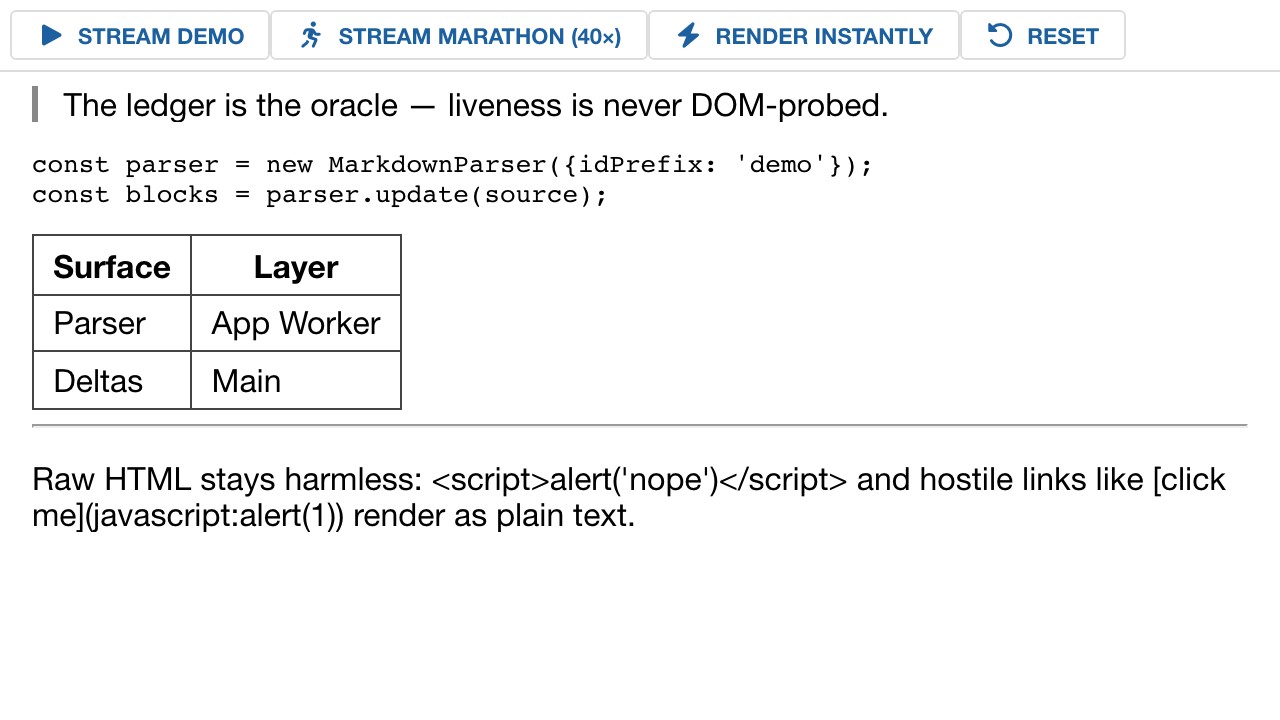 STREAM DEMO STREAM MARATHON (40×) RENDER INSTANTLY RESET
The ledger is the oracle — liveness is never DOM-probed.
const parser = new MarkdownParser({idPrefix: 'demo'});
const blocks = parser.update(source);
Surface Layer
Parser App Worker
Deltas Main
Raw HTML stays harmless: <script>alert('nope')</script> and hostile links like [click
me](javascript:alert(1)) render as plain text.